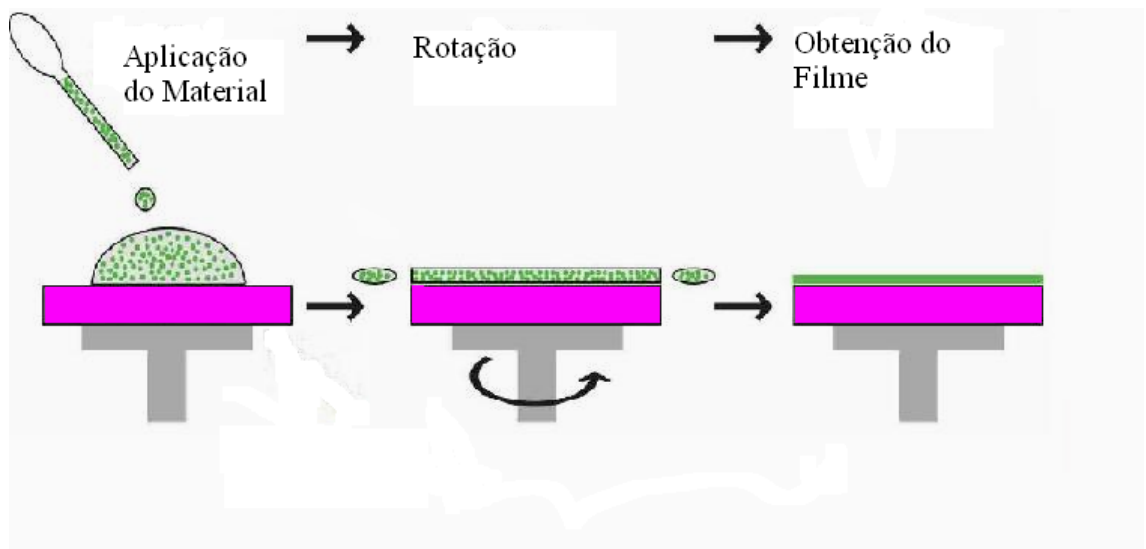 Aplicação
do Material
Rotação
Obtenção do
Filme